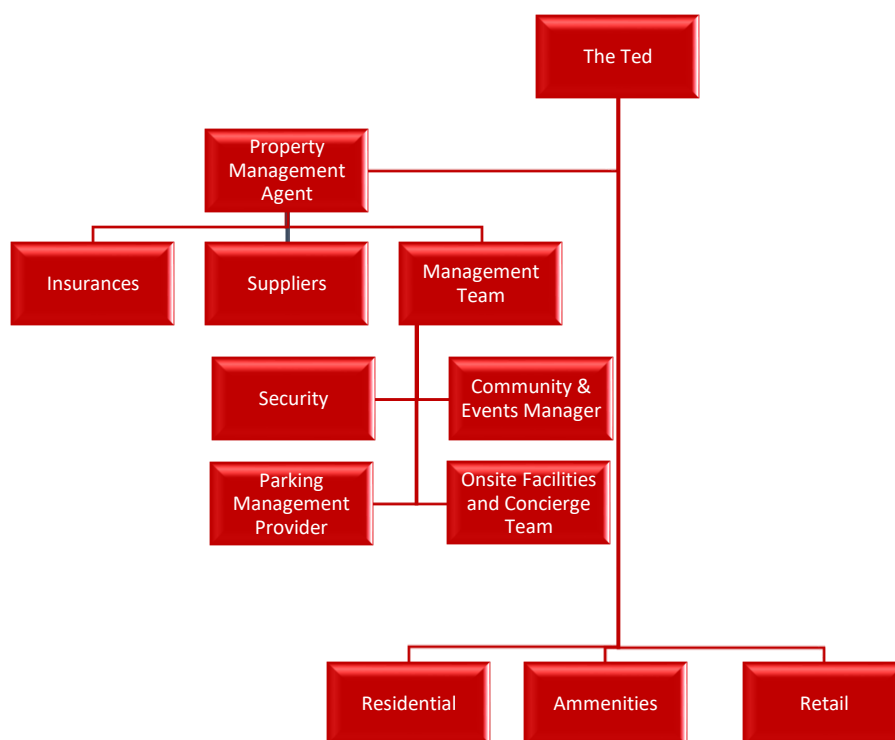 The Ted
Property
Management
Agent
Insurances
Suppliers
Management
Team
Security
Community &
Events Manager
Parking
Management
Provider
Onsite Facilities
and Concierge
Team
Residential
Ammenities
Retail